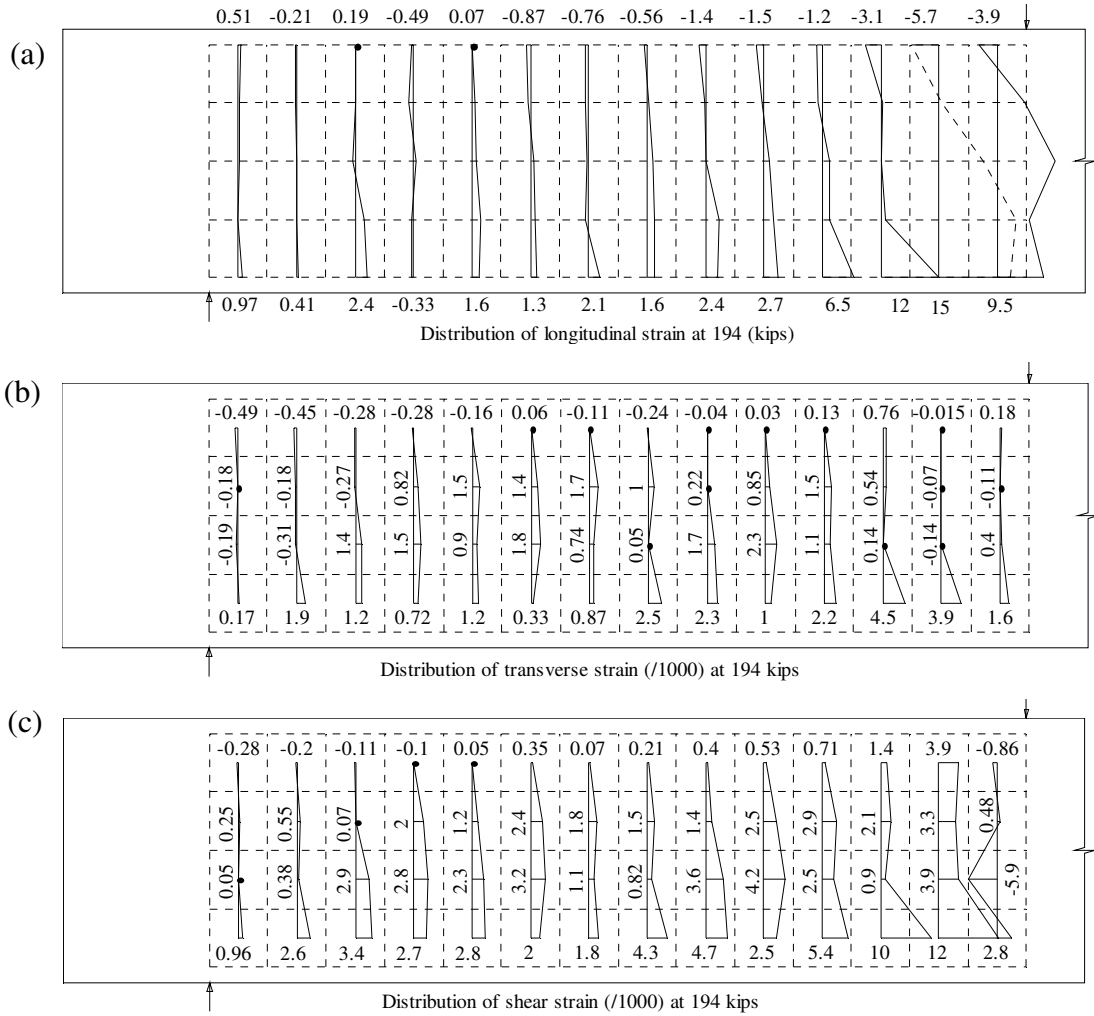 0.51 -0.21 0.19 -0.49 0.07 -0.87 -0.76 -0.56 -1.4 -1.5 -1.2 -3.1 -5.7 -3.9
(a)
0.97 0.41 2.4 -0.33 1.6 1.3 2.1 1.6 2.4 2.7 6.5 12 15 9.5
Distribution of longitudinal strain at 194 (kips)
(b)
-0.49 -0.45 -0.28 -0.28 -0.16 0.06 -0.11 -0.24 -0.04 0.03 0.13 0.76 -0.015 0.18
-0.18 -0.18 -0.27 0.82 1.5 1.4 1.7 1 0.22 0.85 1.5 0.54 -0.07 -0.11
-0.19 -0.31 1.4 1.5 0.9 1.8 0.74 0.05 1.7 2.3 1.1 0.14 -0.14 0.4
0.17 1.9 1.2 0.72 1.2 0.33 0.87 2.5 2.3 1 2.2 4.5 3.9 1.6
Distribution of transverse strain (/1000) at 194 kips
(c)
-0.28 -0.2 -0.11 -0.1 0.05 0.35 0.07 0.21 0.4 0.53 0.71 1.4 3.9 -0.86
0.25 0.55 0.07 2 1.2 2.4 1.8 1.5 1.4 2.5 2.9 2.1 3.3 0.48
0.05 0.38 2.9 2.8 2.3 3.2 1.1 0.82 3.6 4.2 2.5 0.9 3.9 -5.9
0.96 2.6 3.4 2.7 2.8 2 1.8 4.3 4.7 2.5 5.4 10 12 2.8
Distribution of shear strain (/1000) at 194 kips